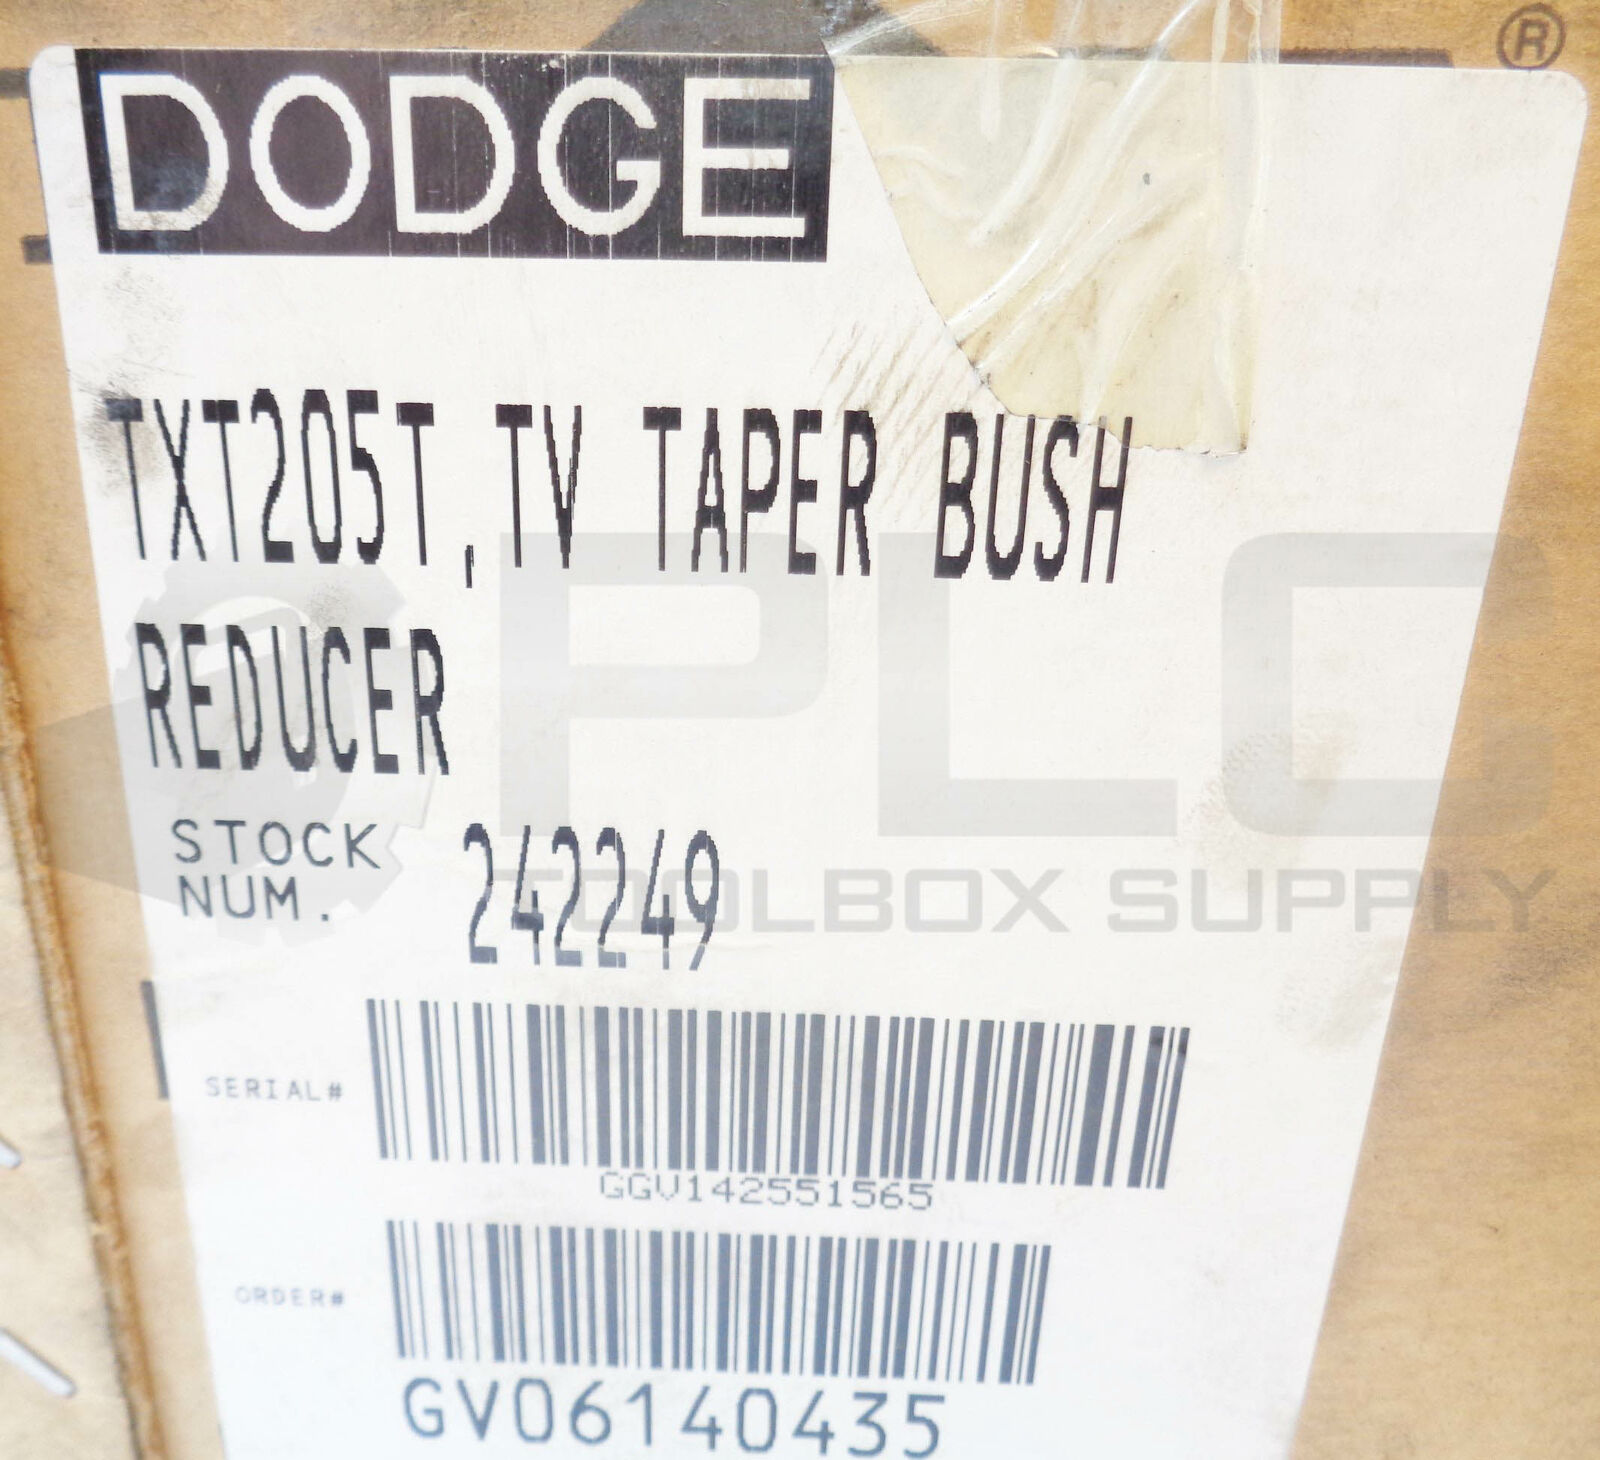 ®
DODGE
TXT205T,TV TAPER BUSH
REDUCER
STOCK NUM. 242249
SERIAL#
GGV142551565
ORDER#
GV06140435
PLC
TOOLBOX SUPPLY